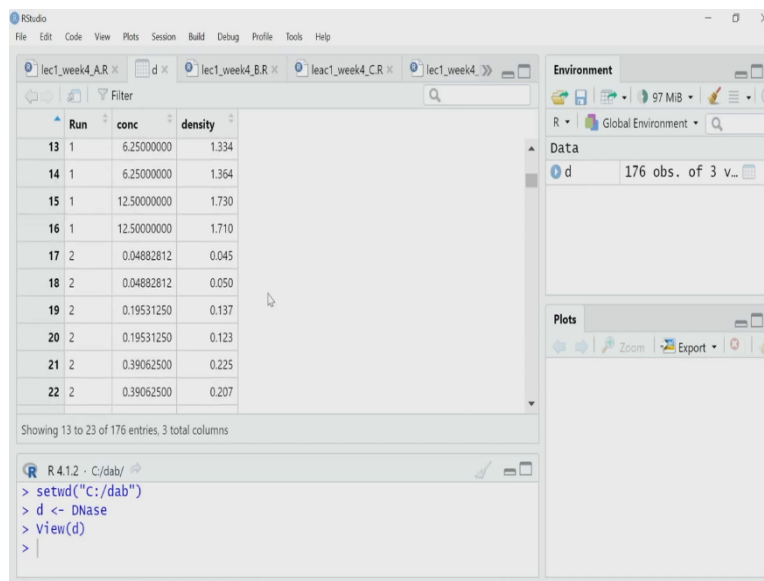 RStudio
File Edit Code View Plots Session Build Debug Profile Tools Help
lec1_week4_A.R d lec1_week4_B.R leac1_week4_C.R lec1_week4_
Filter
Run conc density
13 1 6.25000000 1.334
14 1 6.25000000 1.364
15 1 12.50000000 1.730
16 1 12.50000000 1.710
17 2 0.04882812 0.045
18 2 0.04882812 0.050
19 2 0.19531250 0.137
20 2 0.19531250 0.123
21 2 0.39062500 0.225
22 2 0.39062500 0.207
Showing 13 to 23 of 176 entries, 3 total columns
R 4.1.2 · C:/dab/
> setwd("C:/dab")
> d <- DNase
> View(d)
>
Environment
97 MiB
R Global Environment
Data
d 176 obs. of 3 v…
Plots
Zoom Export